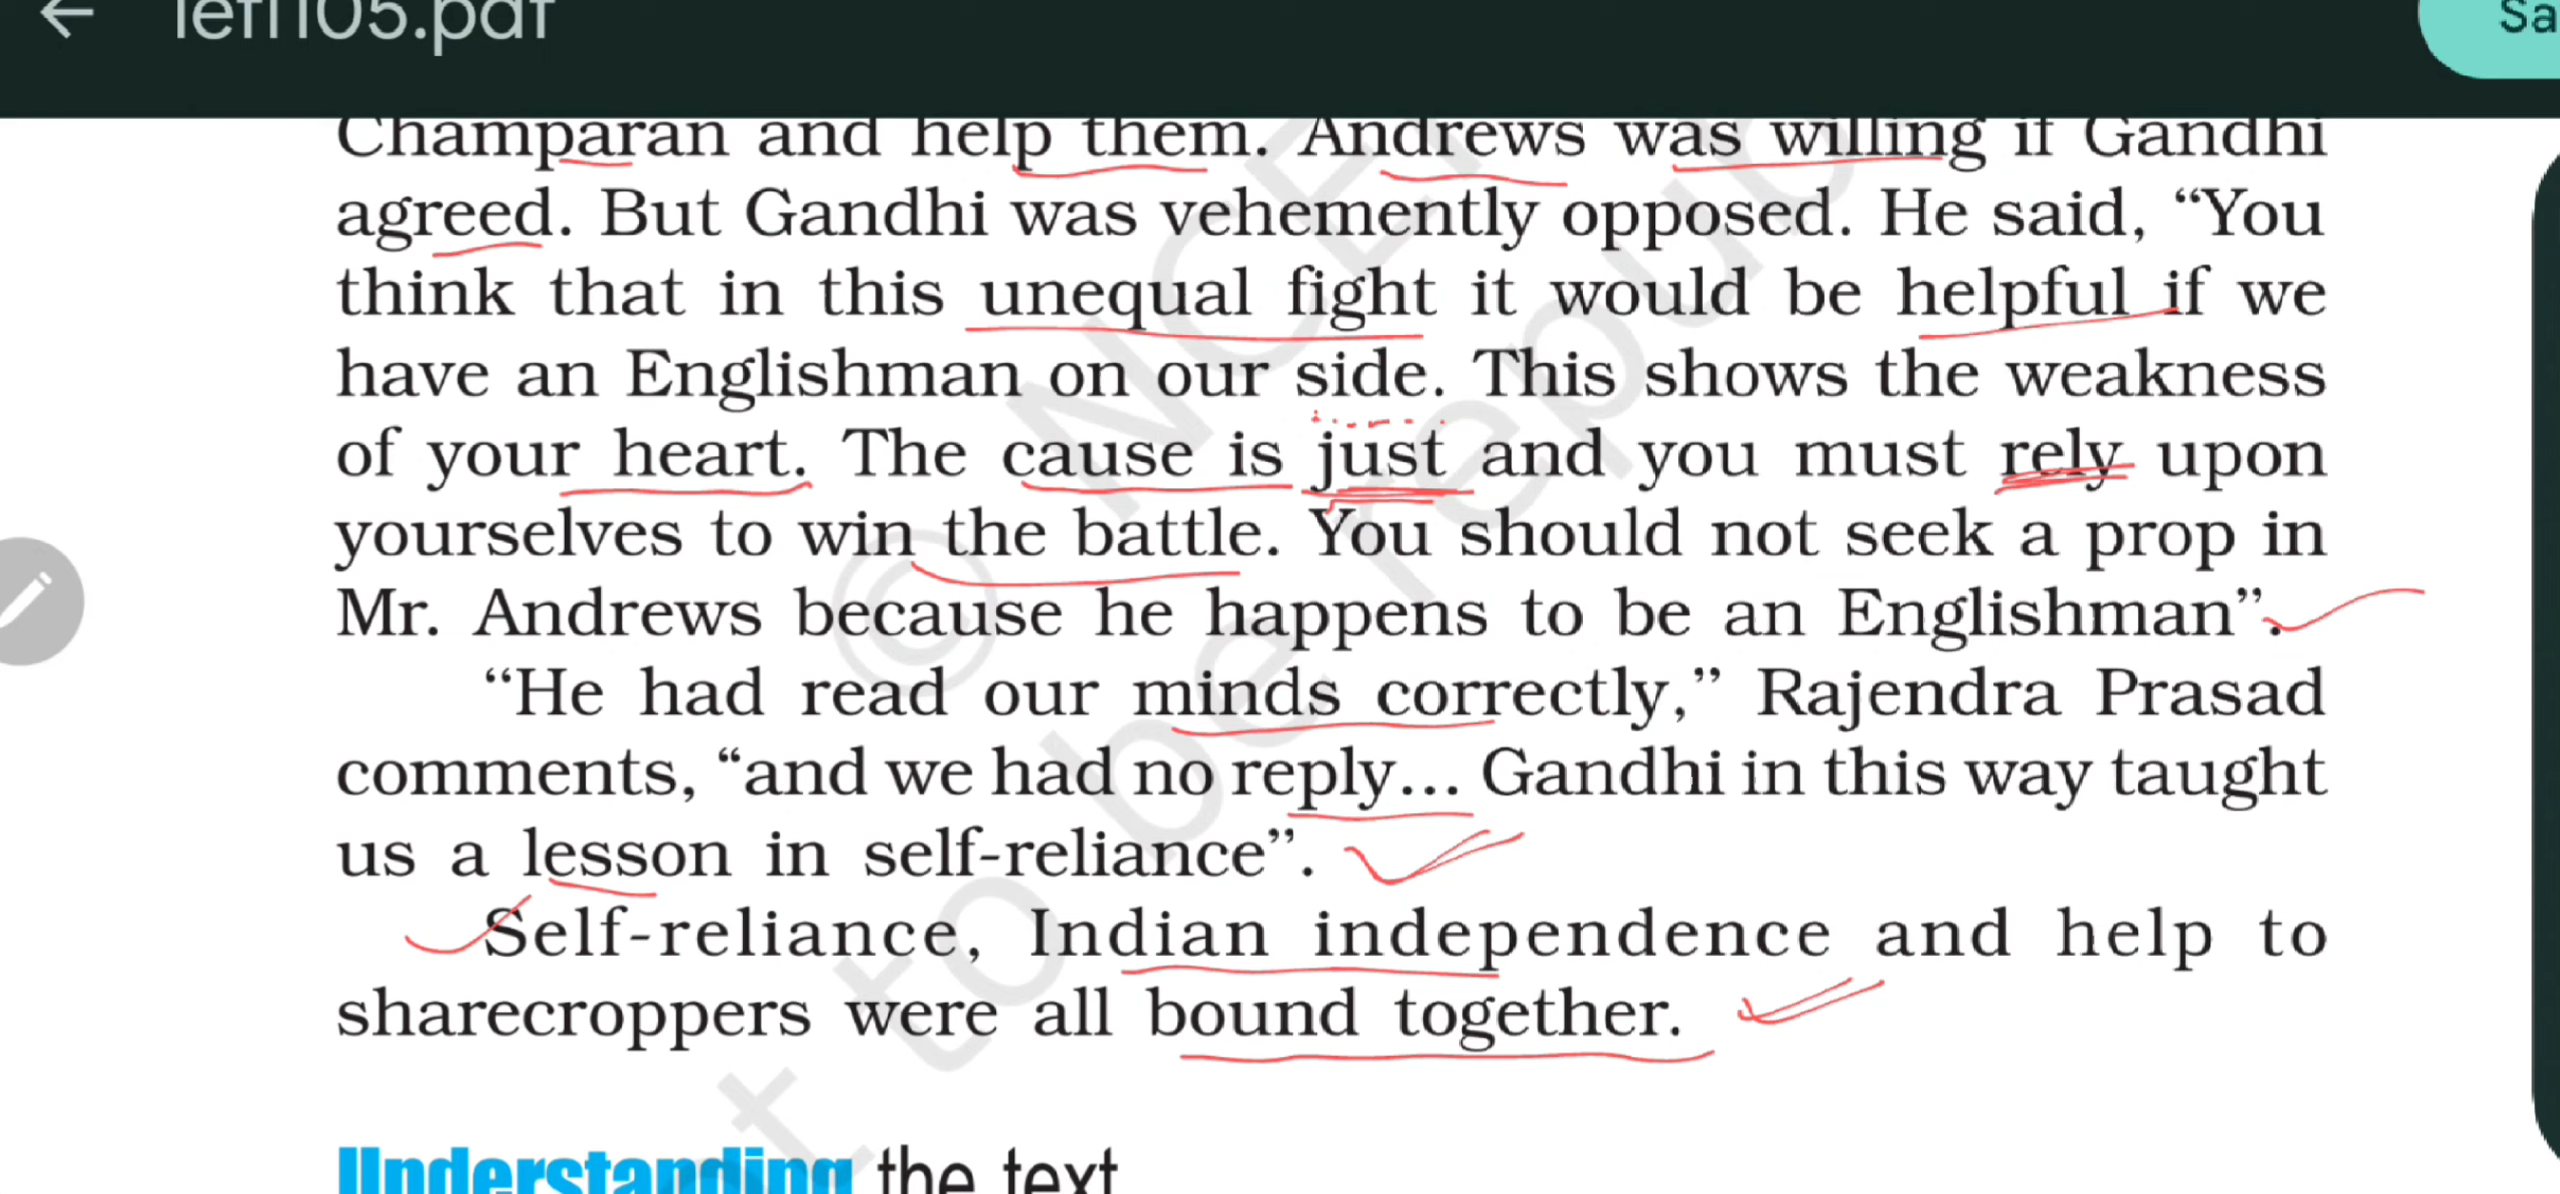 lefl105.pdf
Sa
Champaran and help them. Andrews was willing if Gandhi
agreed. But Gandhi was vehemently opposed. He said, “You
think that in this unequal fight it would be helpful if we
have an Englishman on our side. This shows the weakness
of your heart. The cause is just and you must rely upon
yourselves to win the battle. You should not seek a prop in
Mr. Andrews because he happens to be an Englishman”.
“He had read our minds correctly,” Rajendra Prasad
comments, “and we had no reply... Gandhi in this way taught
us a lesson in self-reliance”.
Self-reliance, Indian independence and help to
sharecroppers were all bound together.
Understanding the text